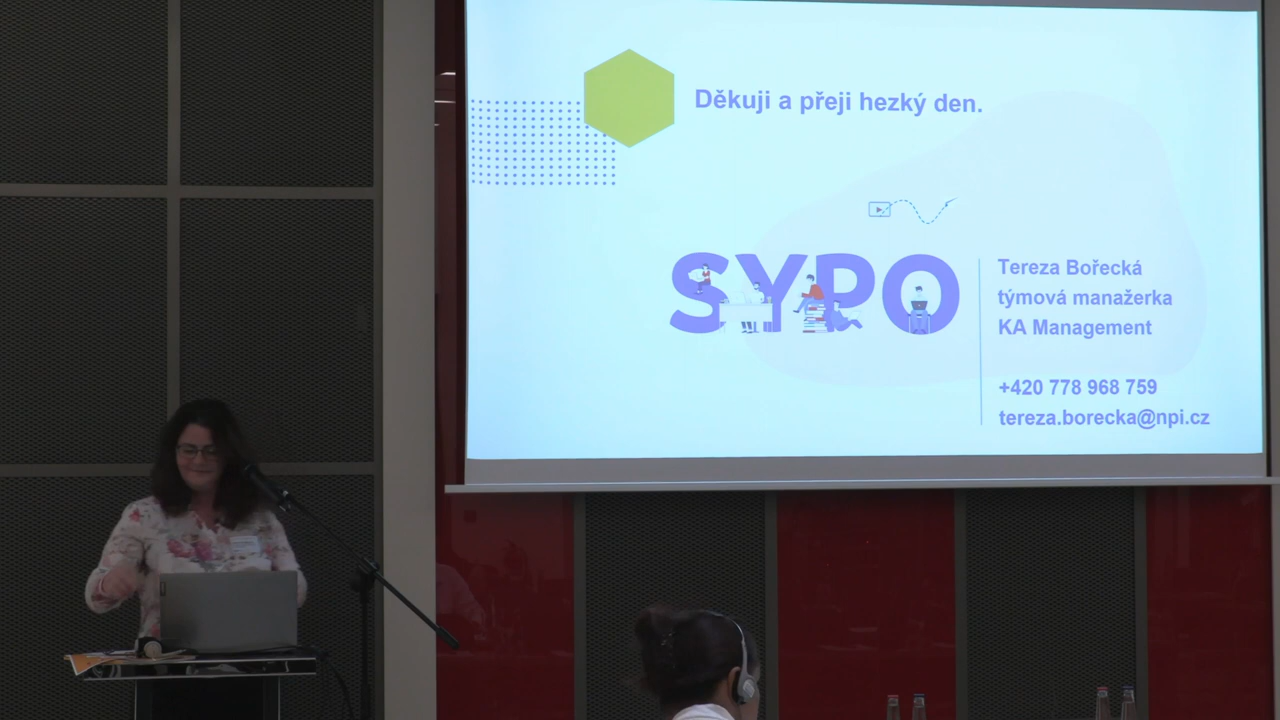 Děkuji a přeji hezký den.
SYPO
Tereza Bořecká
týmová manažerka
KA Management
+420 778 968 759
tereza.borecka@npi.cz